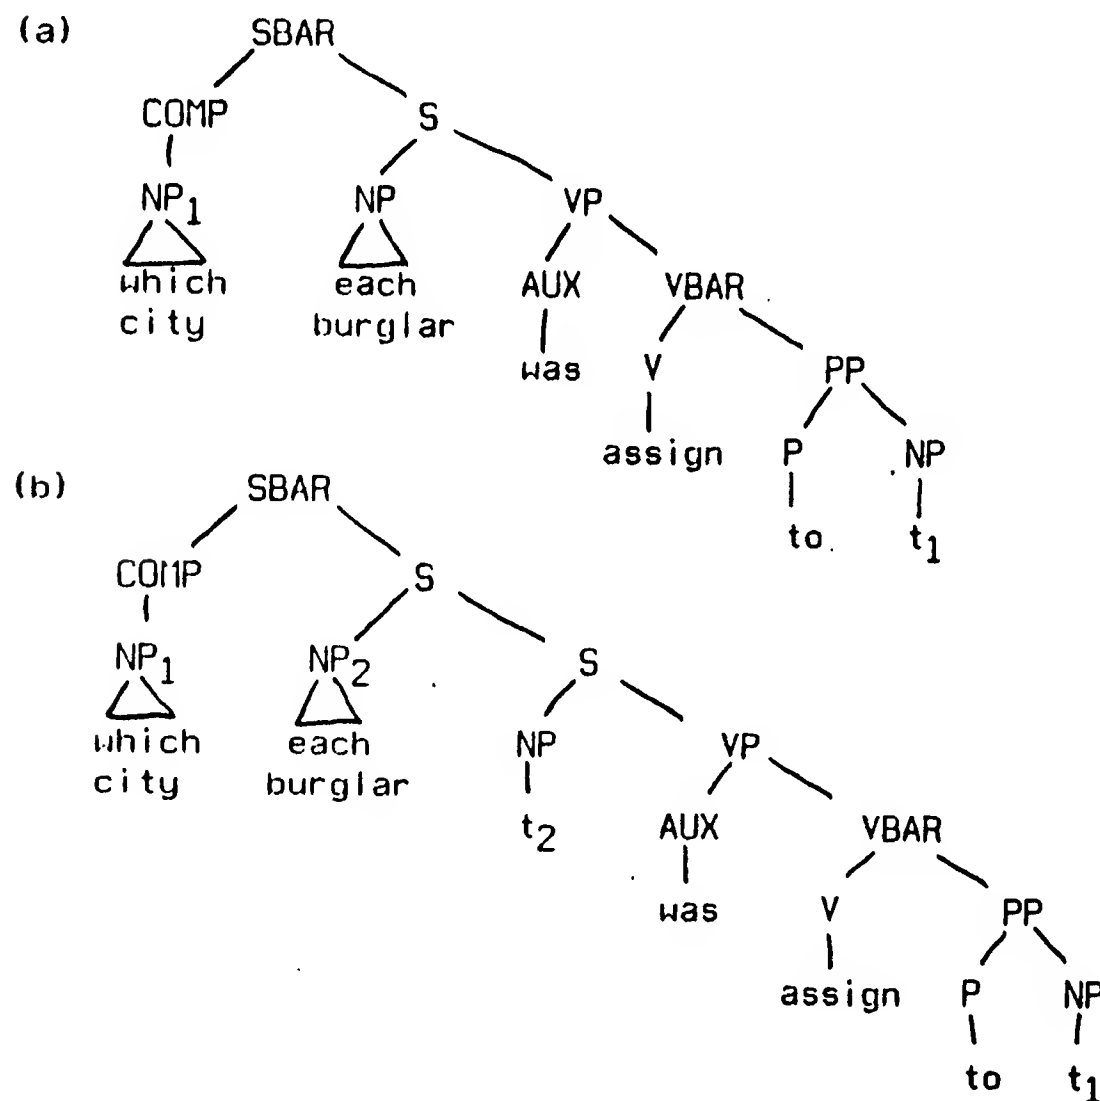 (a) SBAR
COMP S
NP1 NP VP
which each AUX VBAR
city burglar
was V PP
assign P NP
to t1
(b) SBAR
COMP S
NP1 NP2 S
which each NP VP
city burglar
t2 AUX VBAR
was V PP
assign P NP
to t1